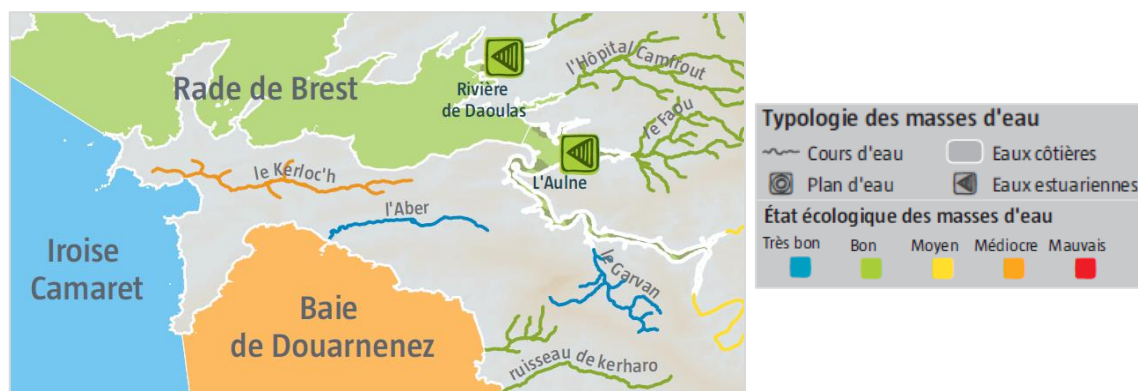 Rade de Brest
Rivière
de Daoulas
l'Hôpital Camfrout
le Faou
L'Aulne
le Kerloc'h
l'Aber
Iroise
Camaret
le Garvan
Baie
de Douarnenez
ruisseau de kerharo
Typologie des masses d'eau
Cours d'eau
Eaux côtières
Plan d'eau
Eaux estuariennes
État écologique des masses d'eau
Très bon
Bon
Moyen
Médiocre
Mauvais